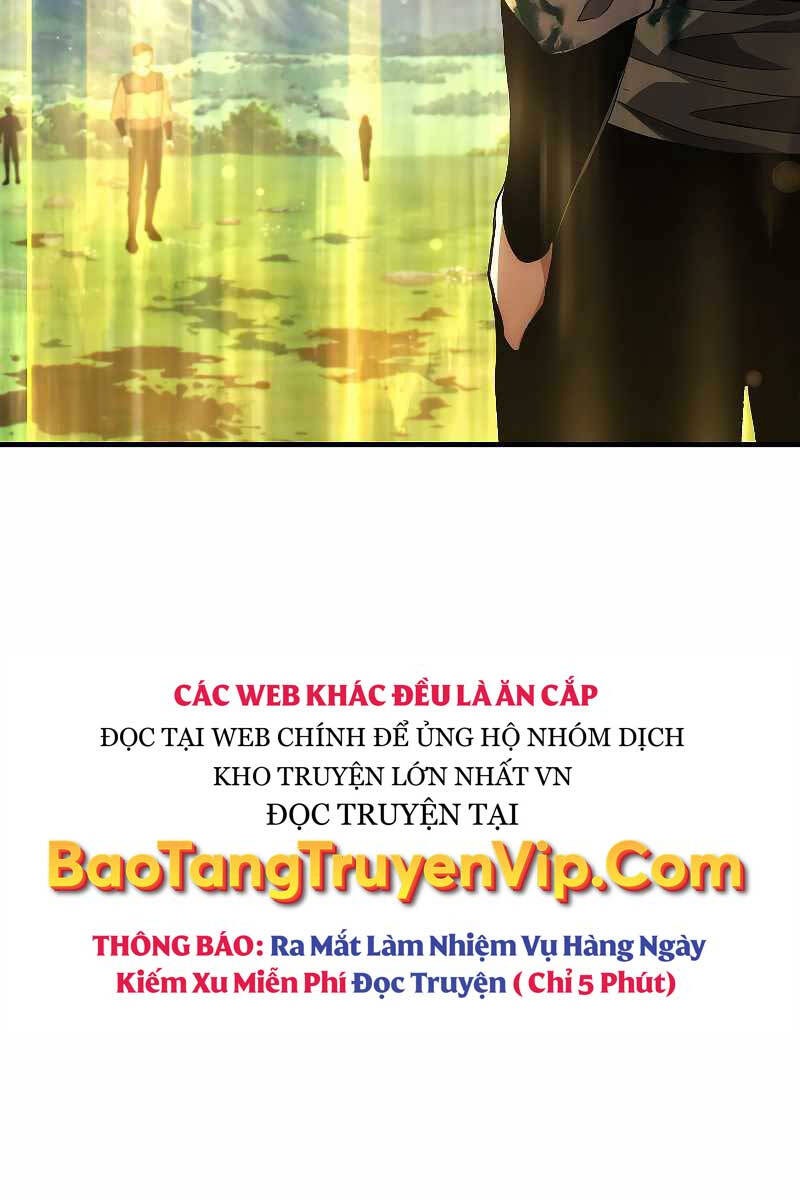 CÁC WEB KHÁC ĐỀU LÀ ĂN CẮP
ĐỌC TẠI WEB CHÍNH ĐỂ ỦNG HỘ NHÓM DỊCH
KHO TRUYỆN LỚN NHẤT VN
ĐỌC TRUYỆN TẠI
BaoTangTruyenVip.Com
THÔNG BÁO: Ra Mắt Làm Nhiệm Vụ Hàng Ngày
Kiếm Xu Miễn Phí Đọc Truyện ( Chỉ 5 Phút)